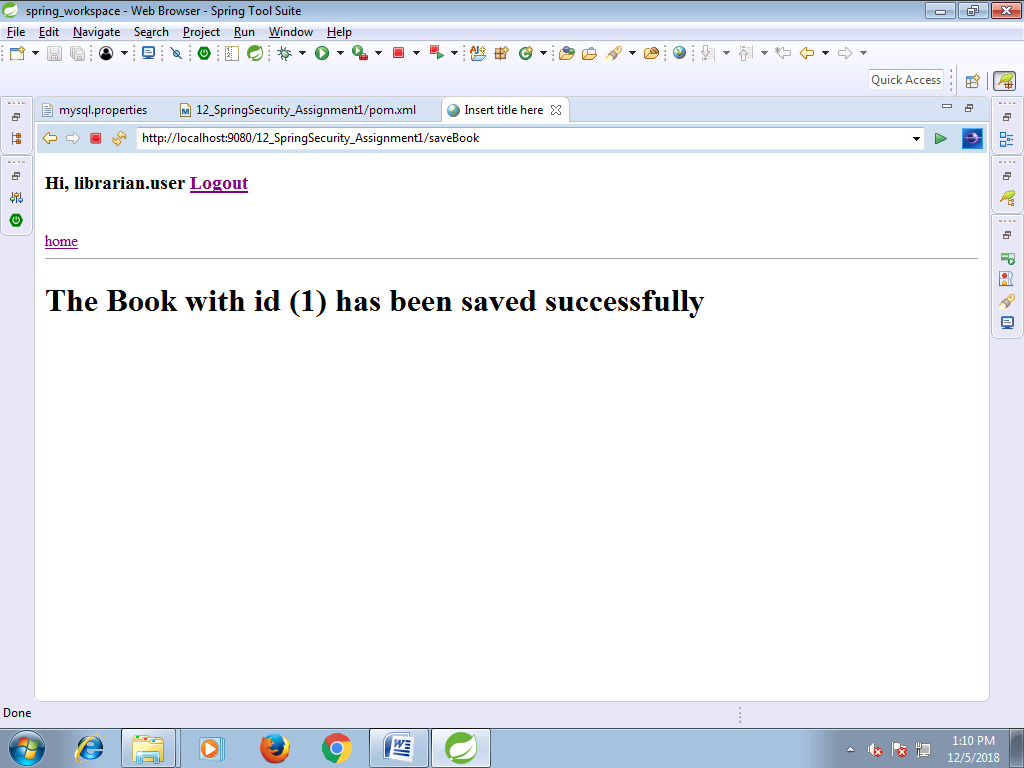 spring_workspace - Web Browser - Spring Tool Suite
File Edit Navigate Search Project Run Window Help
Quick Access
mysql.properties 12_SpringSecurity_Assignment1/pom.xml Insert title here
http://localhost:9080/12_SpringSecurity_Assignment1/saveBook
Hi, librarian.user Logout
home
The Book with id (1) has been saved successfully
Done
1:10 PM
12/5/2018